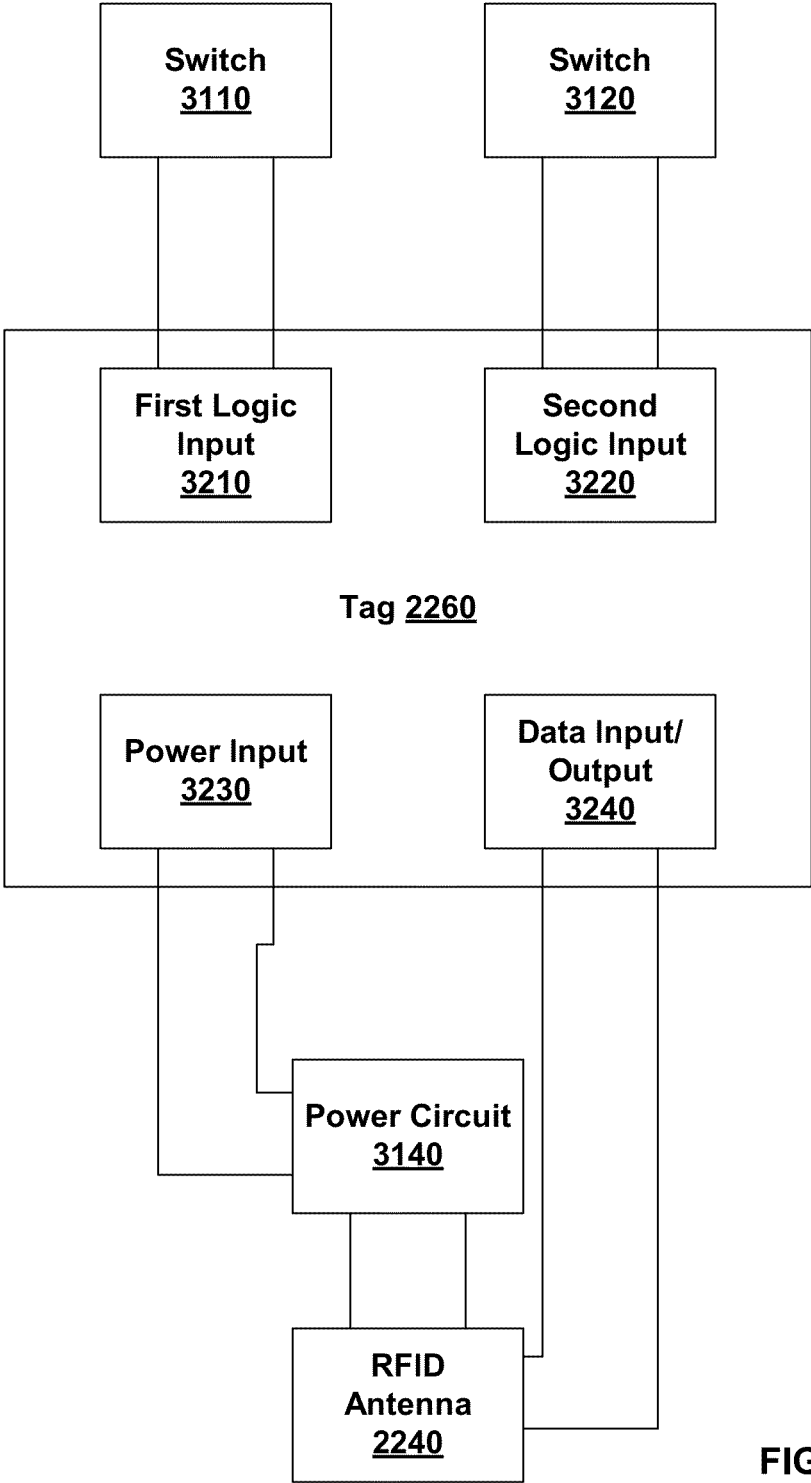 Switch
3110
Switch
3120
First Logic
Input
3210
Second
Logic Input
3220
Tag 2260
Power Input
3230
Data Input/
Output
3240
Power Circuit
3140
RFID
Antenna
2240
FIG